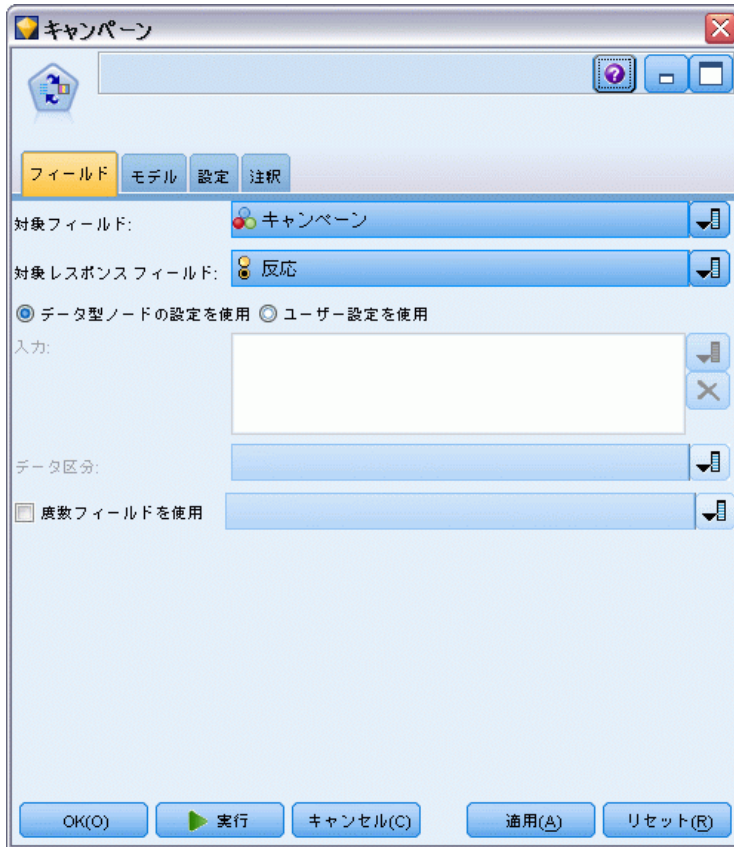 キャンペーン
フィールド モデル 設定 注釈
対象フィールド: キャンペーン
対象レスポンス フィールド: 反応
データ型ノードの設定を使用 ユーザー設定を使用
入力:
データ区分:
度数フィールドを使用
OK(O) 実行 キャンセル(C) 適用(A) リセット(R)